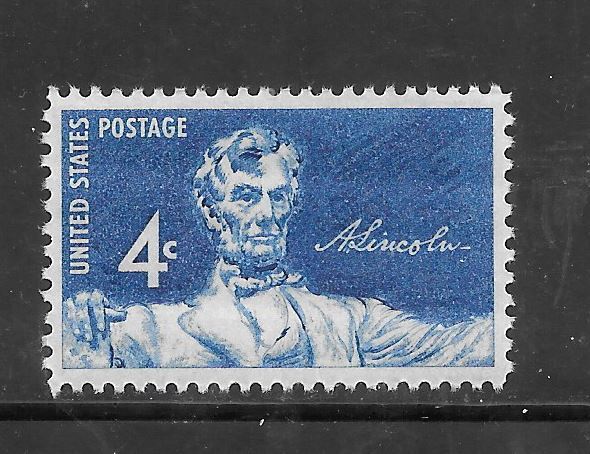 UNITED STATES POSTAGE
4c
A. Lincoln